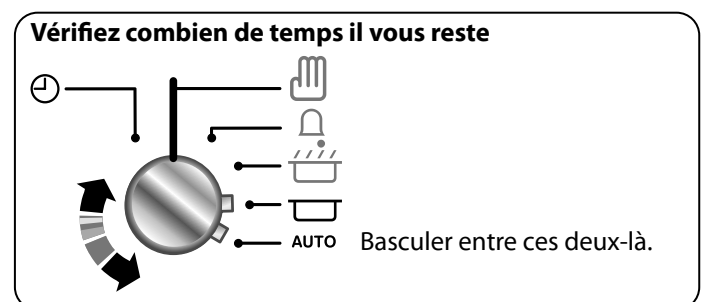 Vérifiez combien de temps il vous reste
AUTO Basculer entre ces deux-là.